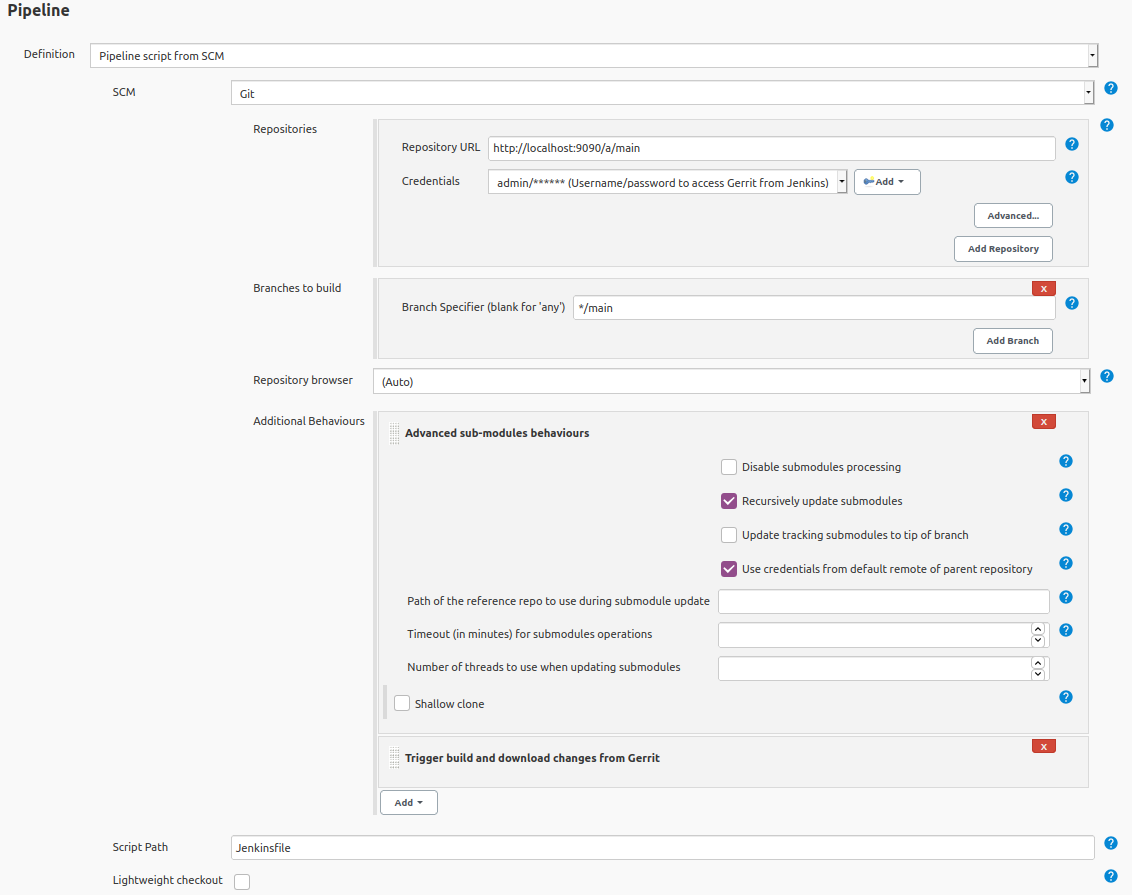 Pipeline
Definition
Pipeline script from SCM
SCM
Git
Repositories
Repository URL
http://localhost:9090/a/main
Credentials
admin/****** (Username/password to access Gerrit from Jenkins)
Add
Advanced...
Add Repository
Branches to build
X
Branch Specifier (blank for 'any')
*/main
Add Branch
Repository browser
(Auto)
Additional Behaviours
X
Advanced sub-modules behaviours
Disable submodules processing
Recursively update submodules
Update tracking submodules to tip of branch
Use credentials from default remote of parent repository
Path of the reference repo to use during submodule update
Timeout (in minutes) for submodules operations
Number of threads to use when updating submodules
Shallow clone
X
Trigger build and download changes from Gerrit
Add
Script Path
Jenkinsfile
Lightweight checkout